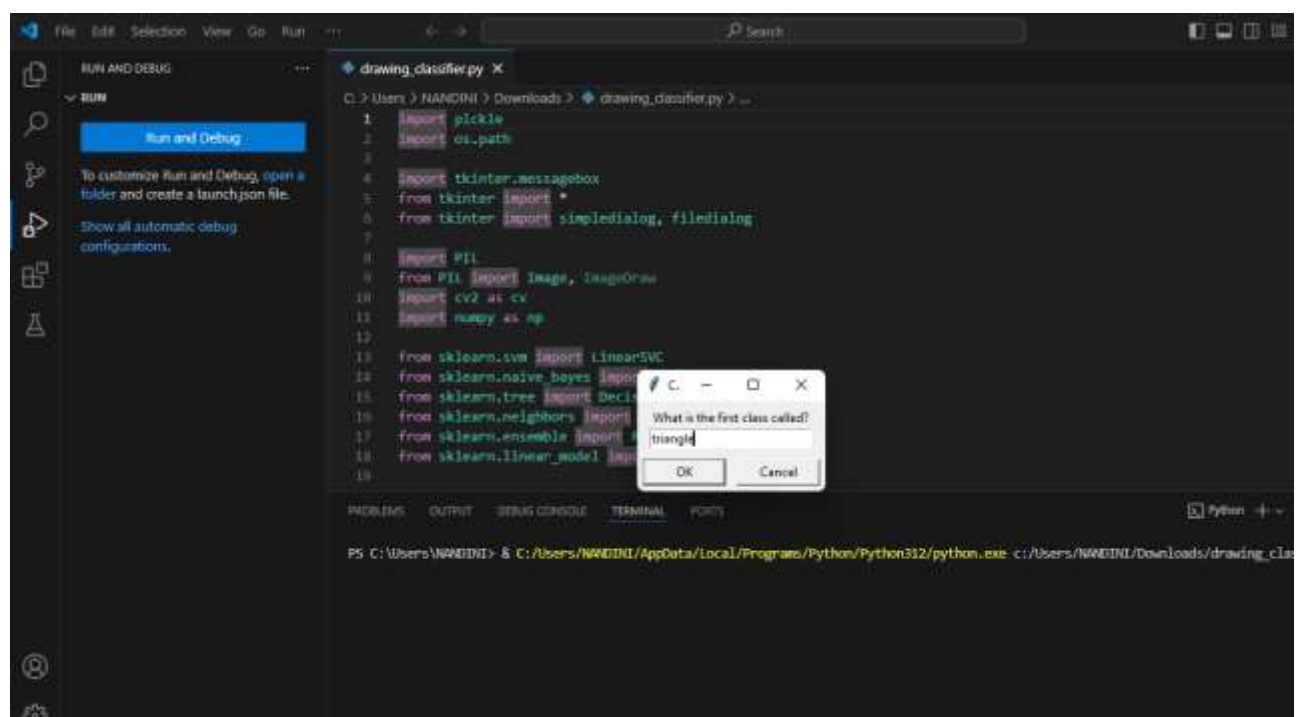 File Edit Selection View Go Run ... Search
RUN AND DEBUG ...
RUN
Run and Debug
To customize Run and Debug, open a
folder and create a launch.json file.
Show all automatic debug
configurations.
drawing_classifier.py X
C: > Users > NANDINI > Downloads > drawing_classifier.py > ...
1 import pickle
2 import os.path
3
4 import tkinter.messagebox
5 from tkinter import *
6 from tkinter import simpledialog, filedialog
7
8 import PIL
9 from PIL import Image, ImageDraw
10 import cv2 as cv
11 import numpy as np
12
13 from sklearn.svm import LinearSVC
14 from sklearn.naive_bayes impor
15 from sklearn.tree import Decis
16 from sklearn.neighbors import
17 from sklearn.ensemble import
18 from sklearn.linear_model impo
19
C.
What is the first class called?
triangle
OK Cancel
PROBLEMS OUTPUT DEBUG CONSOLE TERMINAL PORTS Python
PS C:\Users\NANDINI> & C:/Users/NANDINI/AppData/Local/Programs/Python/Python312/python.exe c:/Users/NANDINI/Downloads/drawing_clas